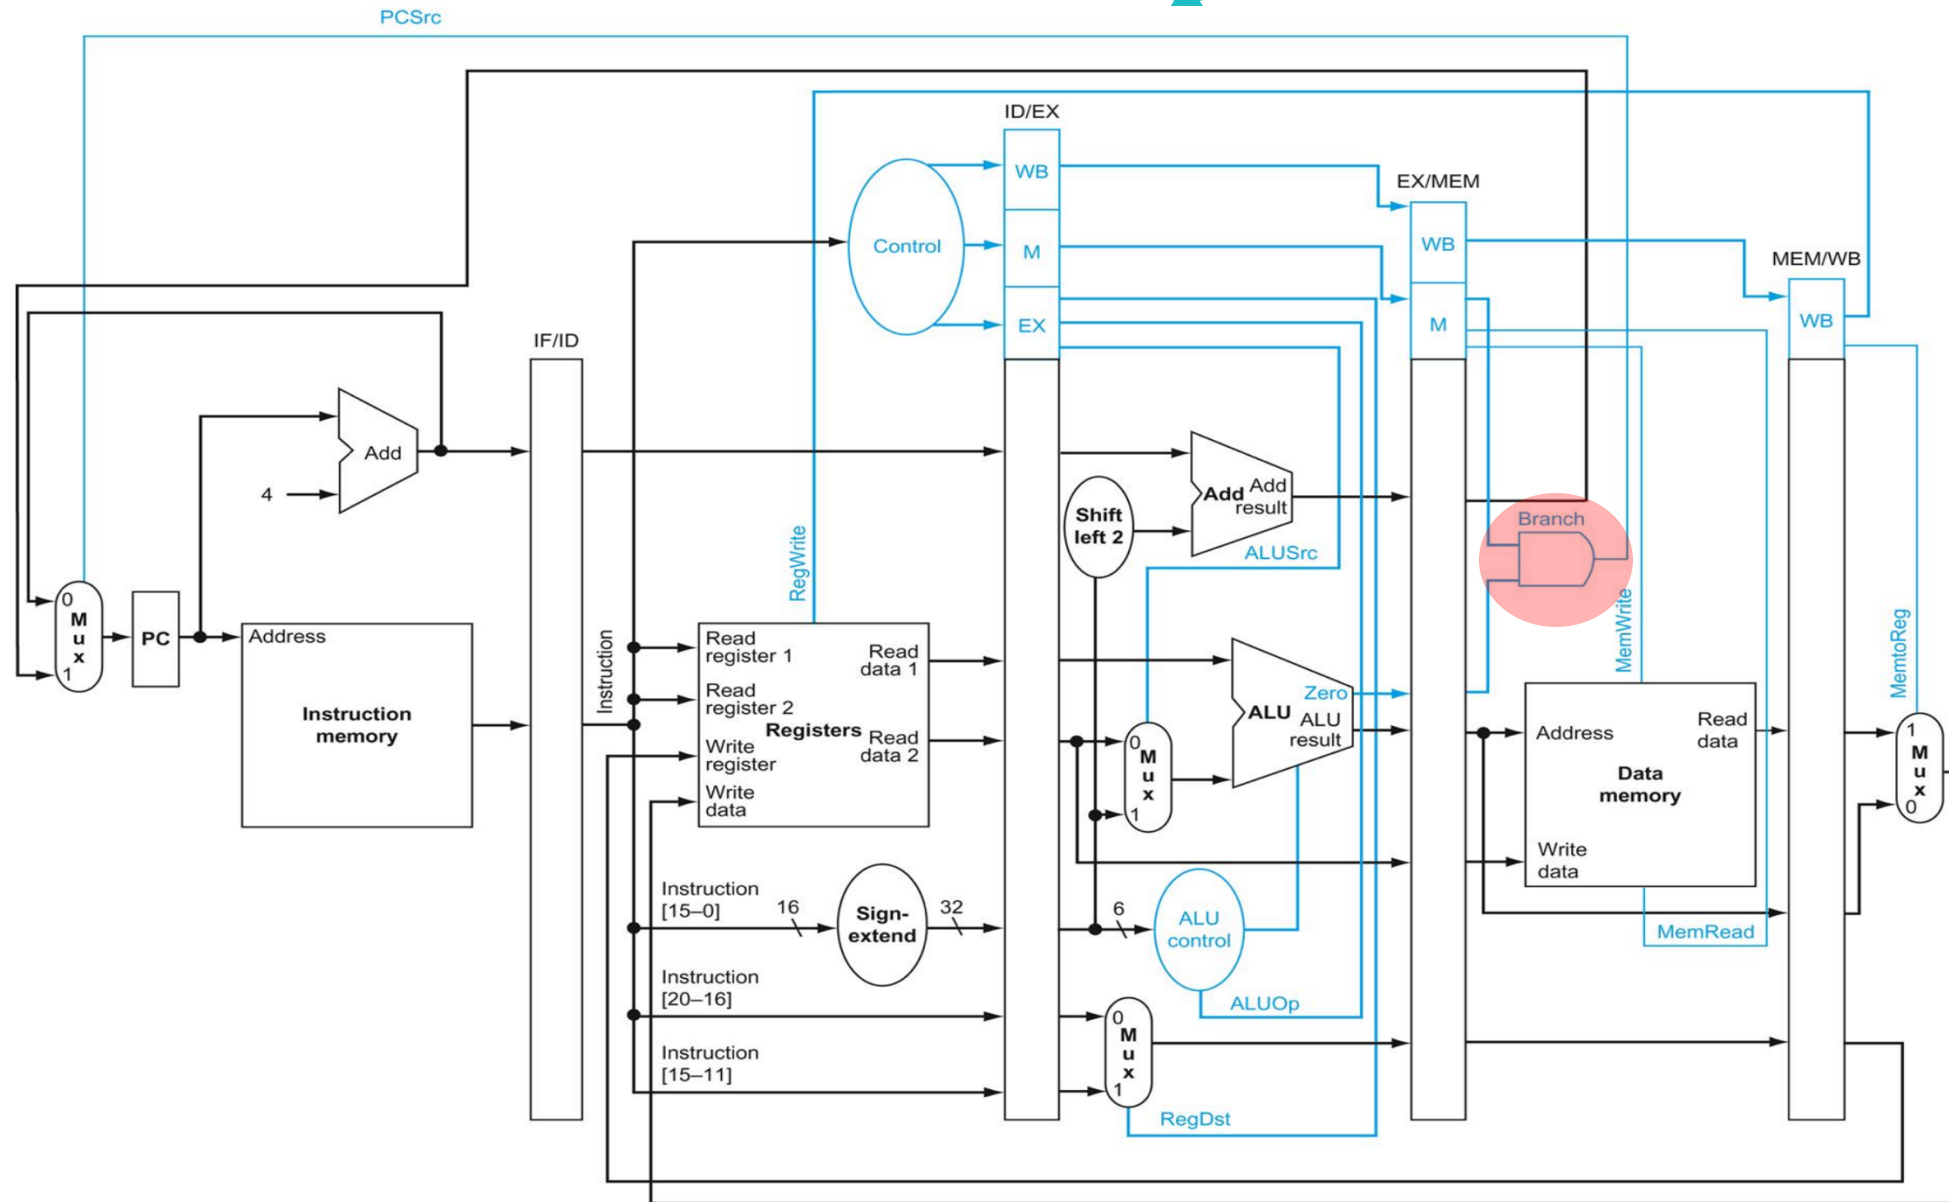 PCSrc
ID/EX
WB
EX/MEM
Control
M
WB
MEM/WB
EX
M
WB
IF/ID
Add
4
Shift
left 2
Add
Add
result
ALUSrc
Branch
RegWrite
MemWrite
MemtoReg
0
M
u
x
1
PC
Address
Instruction
memory
Instruction
Read
register 1
Read
data 1
Read
register 2
Registers
Read
data 2
Write
register
Write
data
0
M
u
x
1
Zero
ALU
ALU
result
Address
Read
data
Data
memory
Write
data
1
M
u
x
0
Instruction
[15–0]
16
Sign-
extend
32
6
ALU
control
MemRead
Instruction
[20–16]
ALUOp
0
M
u
x
1
Instruction
[15–11]
RegDst